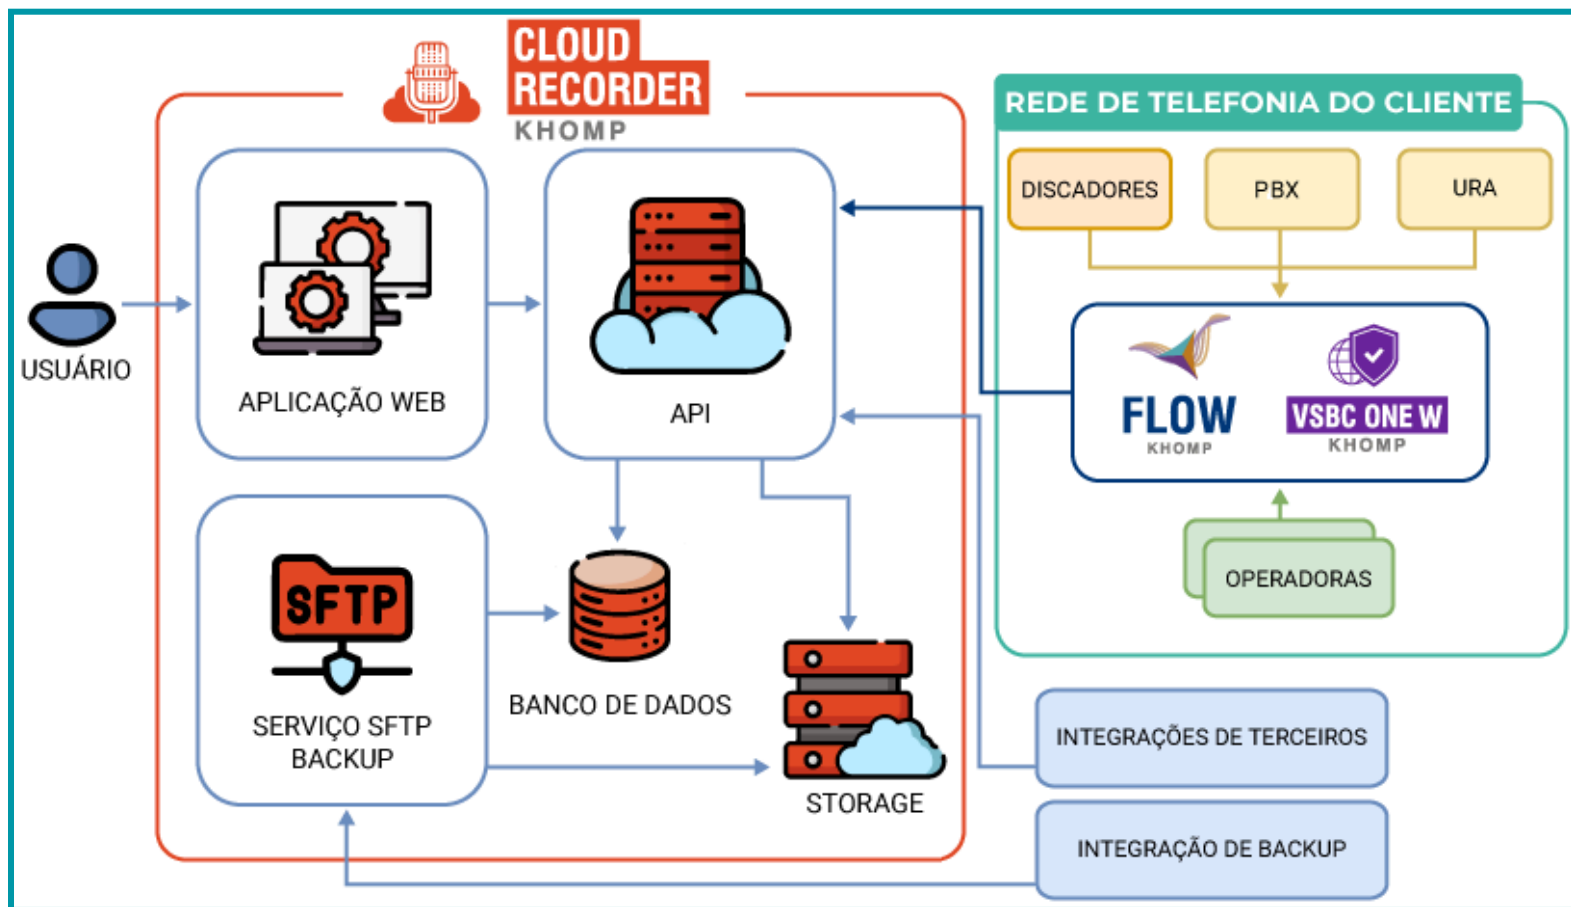 CLOUD
RECORDER
KHOMP
REDE DE TELEFONIA DO CLIENTE
DISCADORES
PBX
URA
USUÁRIO
APLICAÇÃO WEB
API
FLOW
KHOMP
VSBC ONE W
KHOMP
OPERADORAS
SFTP
SERVIÇO SFTP
BACKUP
BANCO DE DADOS
STORAGE
INTEGRAÇÕES DE TERCEIROS
INTEGRAÇÃO DE BACKUP